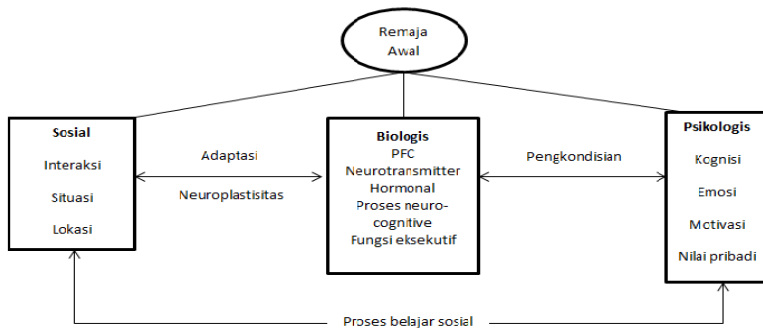 Remaja
Awal
Sosial
Interaksi
Situasi
Lokasi
Adaptasi
Neuroplastisitas
Biologis
PFC
Neurotransmitter
Hormonal
Proses neuro-
cognitive
Fungsi eksekutif
Pengkondisian
Psikologis
Kognisi
Emosi
Motivasi
Nilai pribadi
Proses belajar sosial